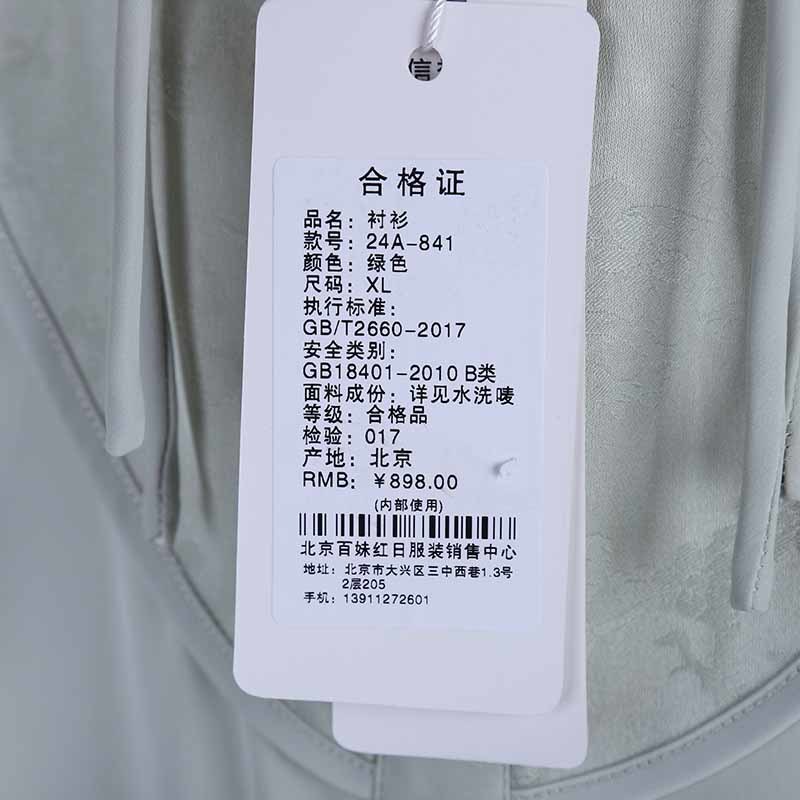 信
合格证
品名：衬衫
款号：24A-841
颜色：绿色
尺码：XL
执行标准：
GB/T2660-2017
安全类别：
GB18401-2010 B类
面料成份：详见水洗唛
等级：合格品
检验：017
产地：北京
RMB：￥898.00
(内部使用)
北京百妹红日服装销售中心
地址：北京市大兴区三中西巷1.3号
2层205
手机：13911272601